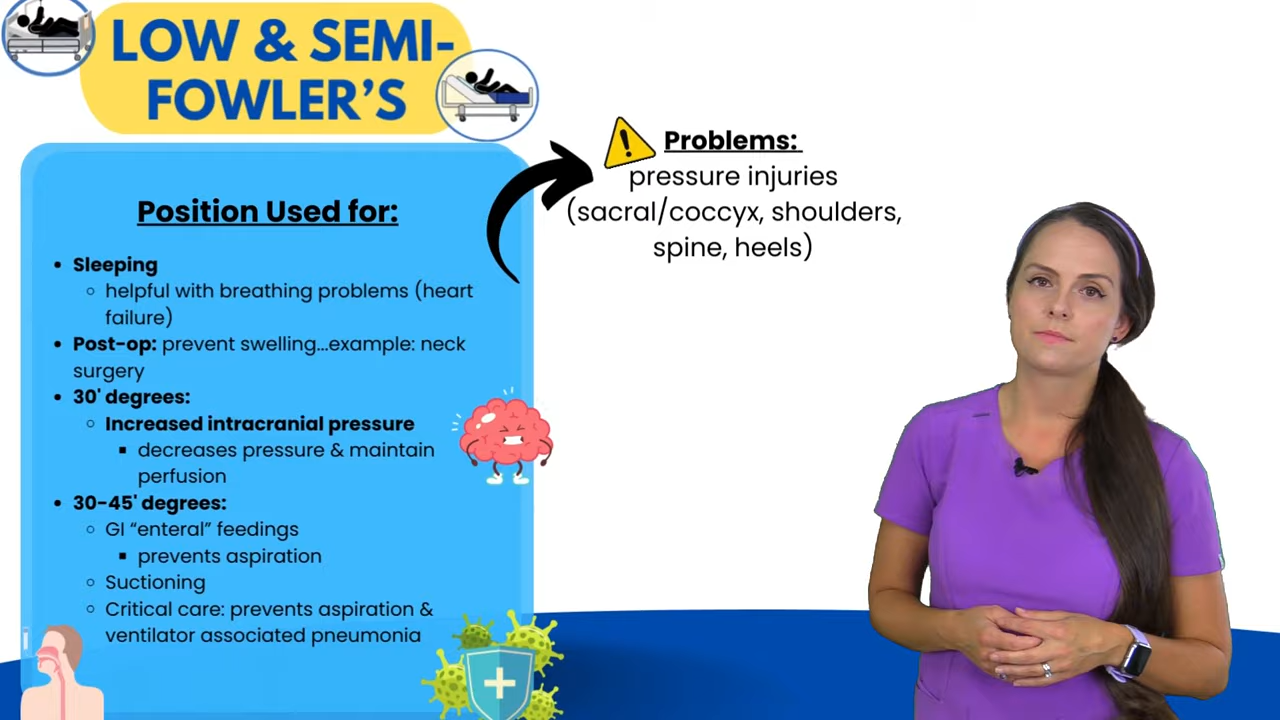 LOW & SEMI-
FOWLER’S
Position Used for:
• Sleeping
◦ helpful with breathing problems (heart
failure)
• Post-op: prevent swelling...example: neck
surgery
• 30' degrees:
◦ Increased intracranial pressure
▪ decreases pressure & maintain
perfusion
• 30-45' degrees:
◦ GI “enteral” feedings
▪ prevents aspiration
◦ Suctioning
◦ Critical care: prevents aspiration &
ventilator associated pneumonia
Problems:
pressure injuries
(sacral/coccyx, shoulders,
spine, heels)